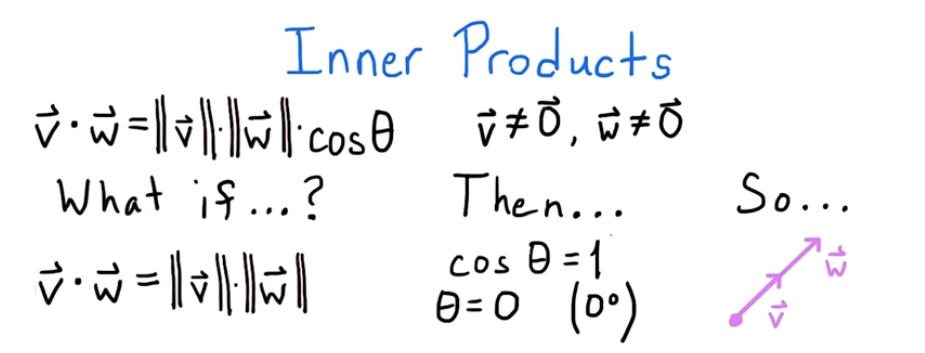 Inner Products
v⃗ · w⃗ = ||v⃗|| · ||w⃗|| · cos θ    v⃗ ≠ 0⃗, w⃗ ≠ 0⃗
What if...?    Then...    So...
v⃗ · w⃗ = ||v⃗|| · ||w⃗||    cos θ = 1    w⃗
θ = 0 (0°)    v⃗